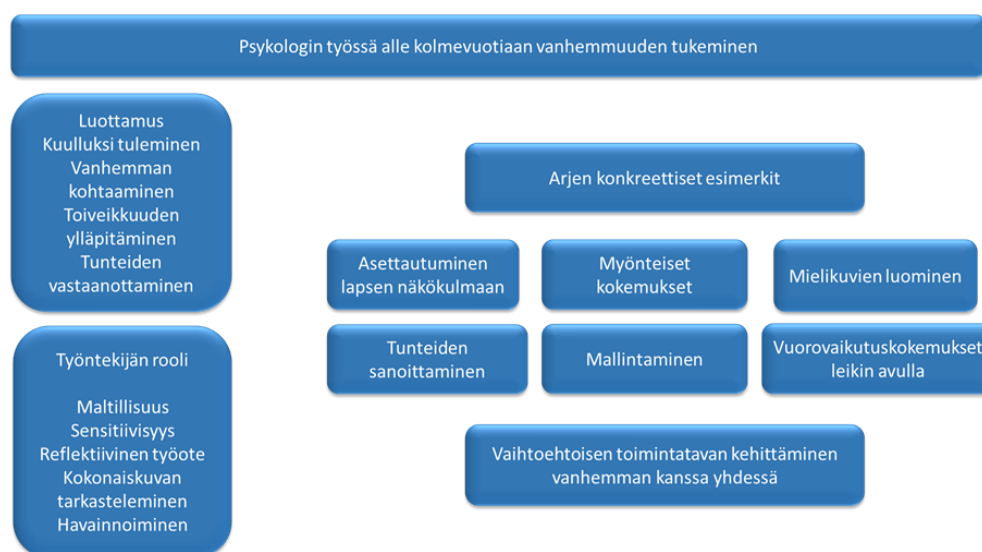 Psykologin työssä alle kolmevuotiaan vanhemmuuden tukeminen
Luottamus
Kuulluksi tuleminen
Vanhemman
kohtaaminen
Toiveikkuuden
ylläpitäminen
Tunteiden
vastaanottaminen
Työntekijän rooli
Maltillisuus
Sensitiivisyys
Reflektiivinen työote
Kokonaiskuvan
tarkasteleminen
Havainnoiminen
Arjen konkreettiset esimerkit
Asettautuminen
lapsen näkökulmaan
Myönteiset
kokemukset
Mielikuvien luominen
Tunteiden
sanoittaminen
Mallintaminen
Vuorovaikutuskokemukset
leikin avulla
Vaihtoehtoisen toimintatavan kehittäminen
vanhemman kanssa yhdessä